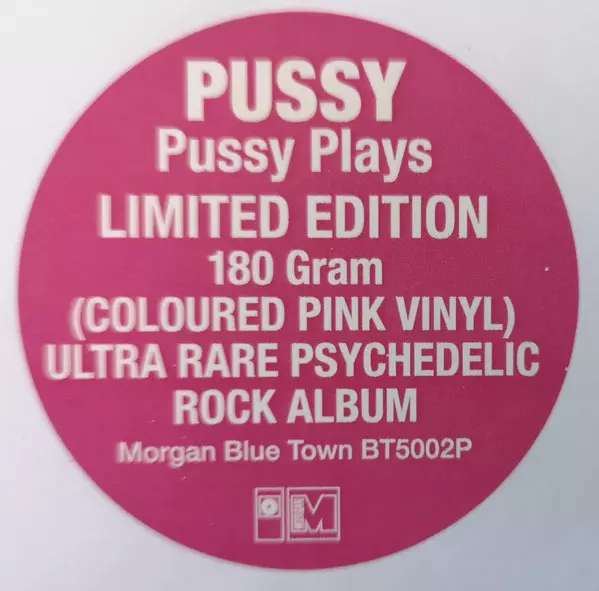 PUSSY
Pussy Plays
LIMITED EDITION
180 Gram
(COLOURED PINK VINYL)
ULTRA RARE PSYCHEDELIC
ROCK ALBUM
Morgan Blue Town BT5002P
M